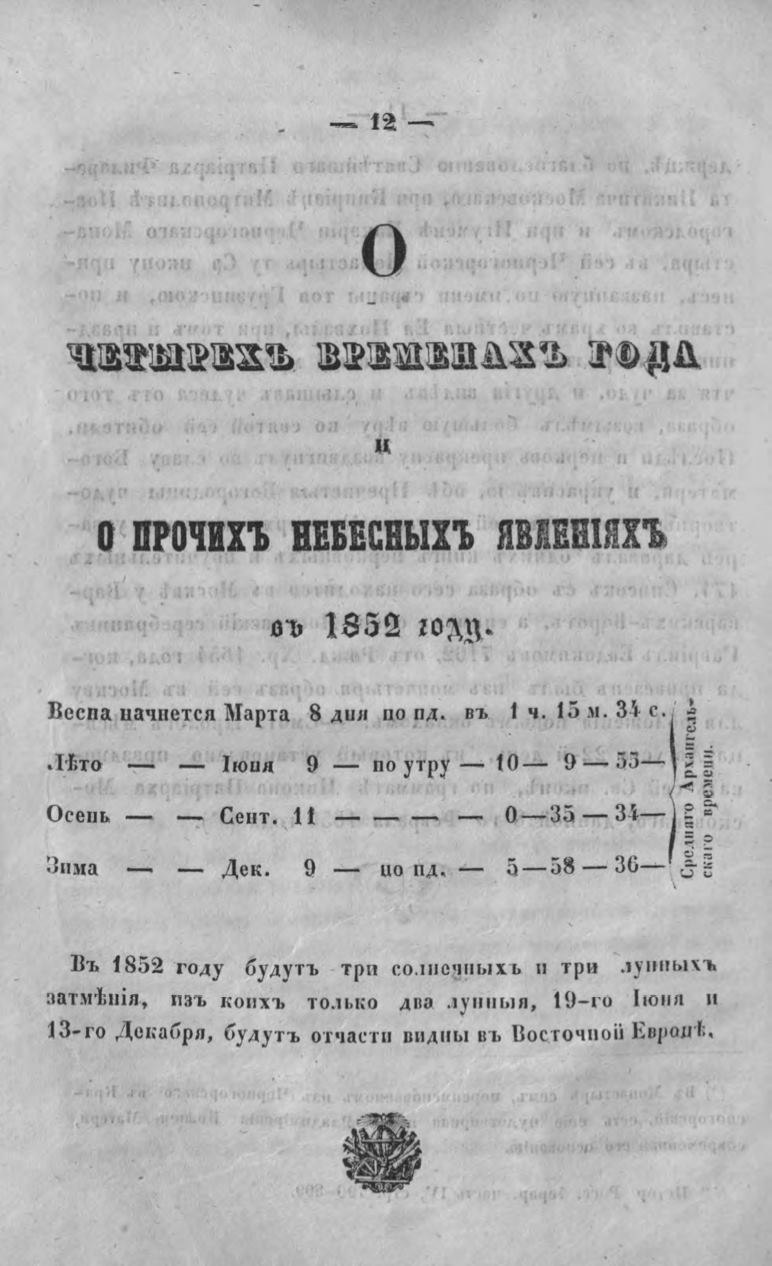 — 12 —
О
ЧЕТЫРЕХЪ ВРЕМЕНАХЪ ГОДА
И
О ПРОЧИХЪ НЕБЕСНЫХЪ ЯВЛЕНІЯХЪ
въ 1852 году.
Весна начнется Марта 8 дня по пд. въ 1 ч. 15 м. 34 с.
Лѣто — — Іюня 9 — по утру — 10 — 9 — 55 —
Осень — — Сент. 11 — — — — 0 — 35 — 34 —
Зима — — Дек. 9 — по пд. — 5 — 58 — 36 —
Среднаго Архангель-
скаго времени.
Въ 1852 году будутъ три солнечныхъ и три лунныхъ
затмѣнія, изъ коихъ только два лунныя, 19-го Іюня и
13-го Декабря, будутъ отчасти видны въ Восточной Европѣ.